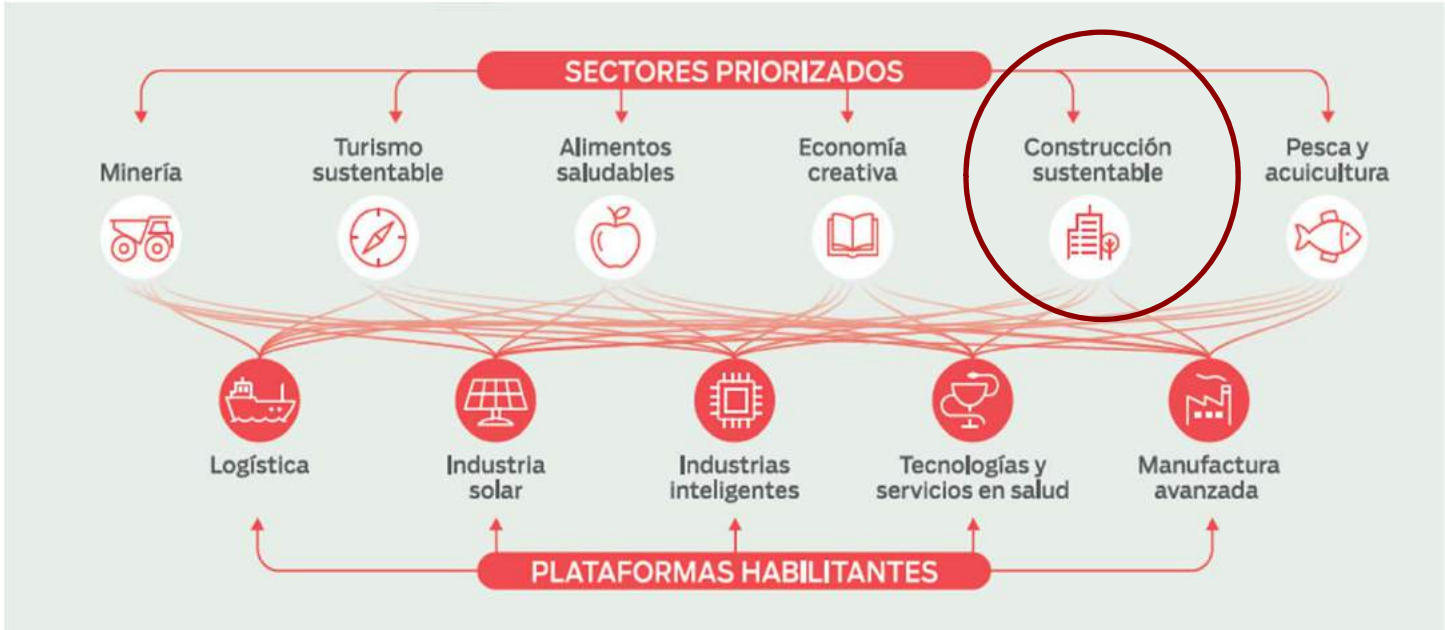 SECTORES PRIORIZADOS
Minería
Turismo
sustentable
Alimentos
saludables
Economía
creativa
Construcción
sustentable
Pesca y
acuicultura
Logística
Industria
solar
Industrias
inteligentes
Tecnologías y
servicios en salud
Manufactura
avanzada
PLATAFORMAS HABILITANTES